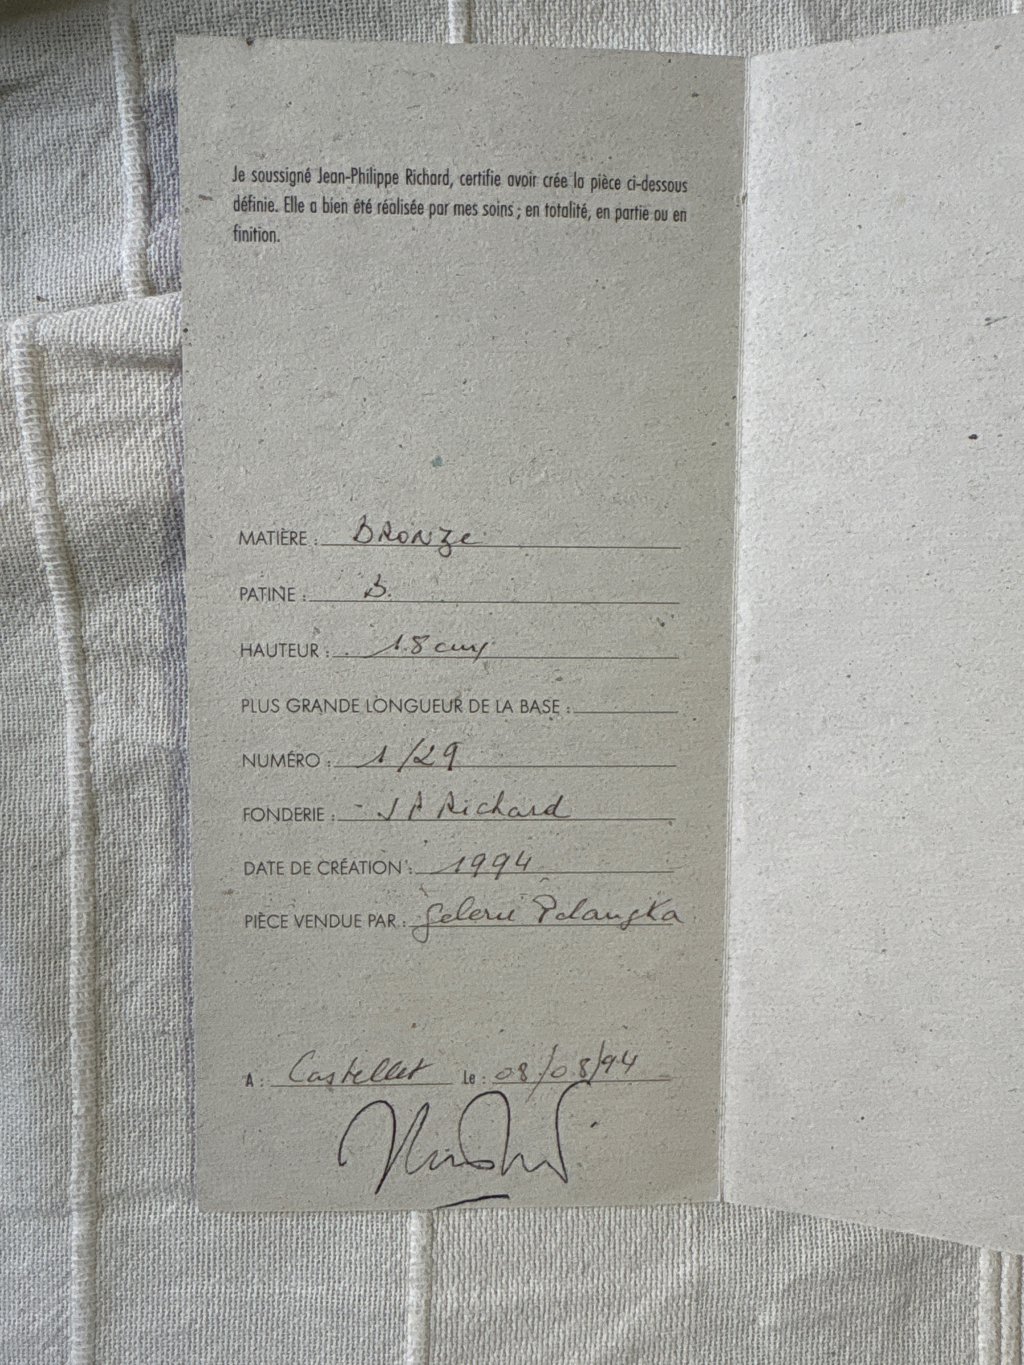 Je soussigné Jean-Philippe Richard, certifie avoir crée la pièce ci-dessous
définie. Elle a bien été réalisée par mes soins ; en totalité, en partie ou en
finition.
MATIÈRE : BRONZE
PATINE : B.
HAUTEUR : 18 cm
PLUS GRANDE LONGUEUR DE LA BASE :
NUMÉRO : 1/29
FONDERIE : J P Richard
DATE DE CRÉATION : 1994
PIÈCE VENDUE PAR : Galerie
A : Castellet Le : 08/08/94